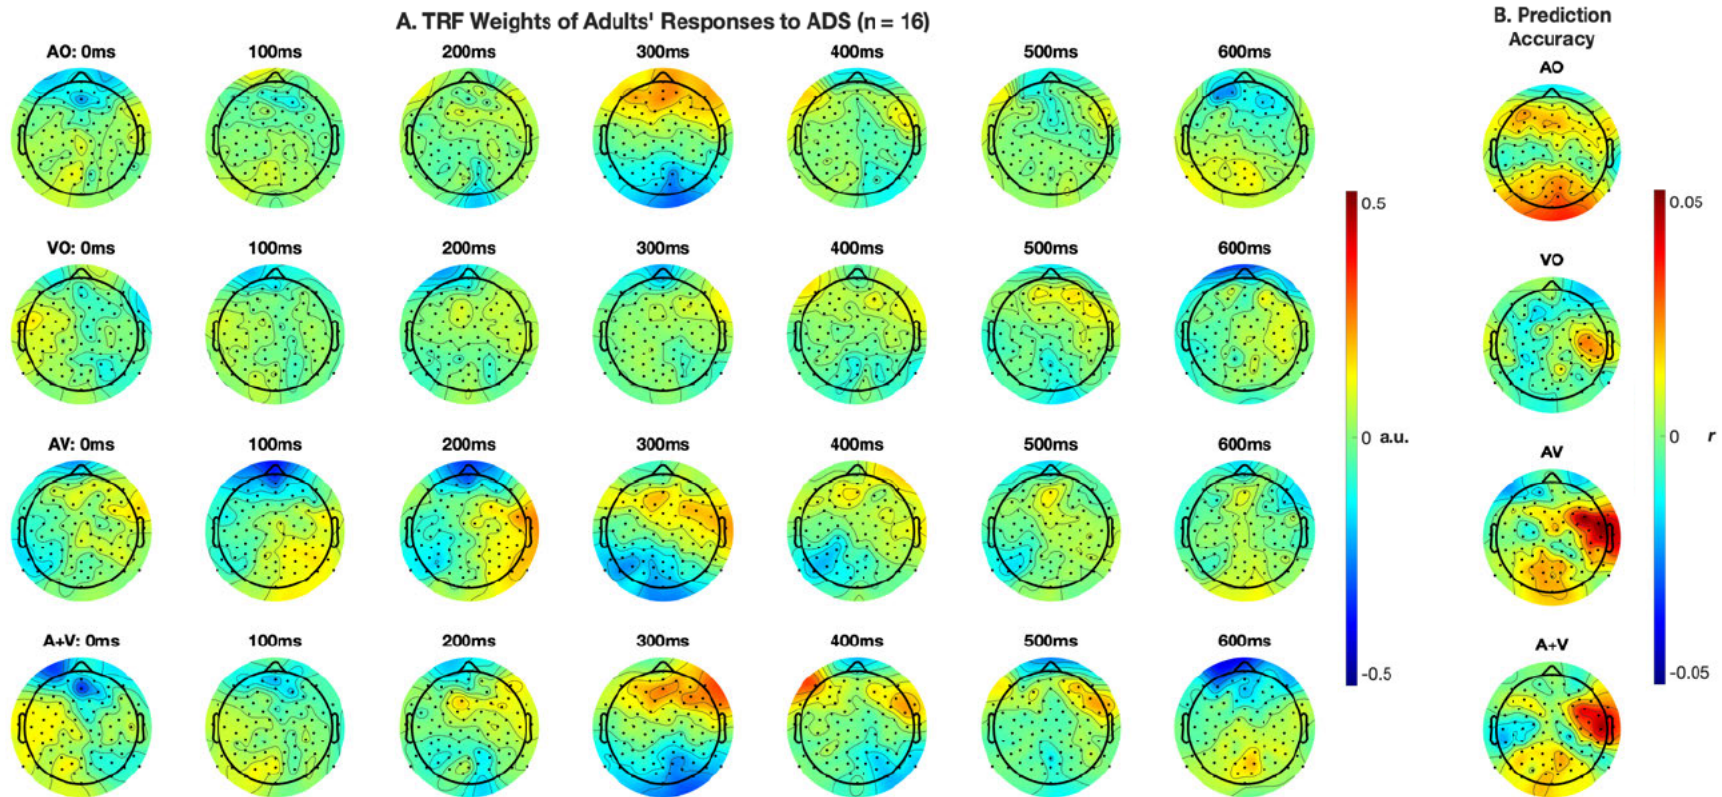 A. TRF Weights of Adults' Responses to ADS (n = 16)
B. Prediction
Accuracy
AO: 0ms 100ms 200ms 300ms 400ms 500ms 600ms
AO
VO: 0ms 100ms 200ms 300ms 400ms 500ms 600ms
VO
AV: 0ms 100ms 200ms 300ms 400ms 500ms 600ms
AV
A+V: 0ms 100ms 200ms 300ms 400ms 500ms 600ms
A+V
0.5
0 a.u.
-0.5
0.05
0 r
-0.05